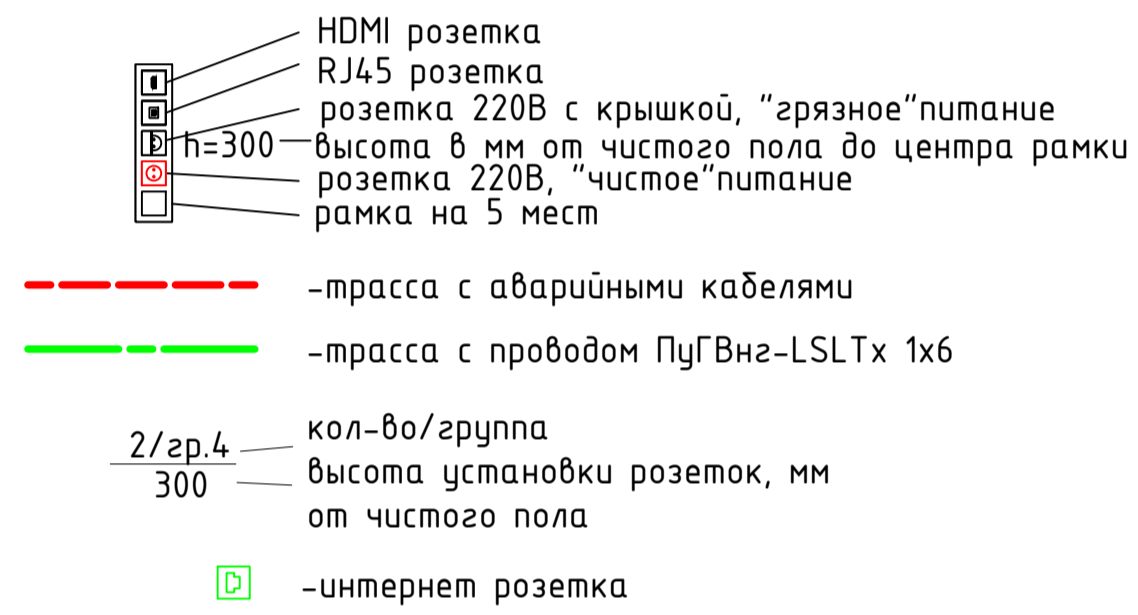 HDMI розетка
RJ45 розетка
розетка 220В с крышкой, "грязное"питание
h=300 высота в мм от чистого пола до центра рамки
розетка 220В, "чистое"питание
рамка на 5 мест
-трасса с аварийными кабелями
-трасса с проводом ПуГВнг-LSLTx 1x6
2/гр.4 кол-во/группа
300 высота установки розеток, мм
от чистого пола
-интернет розетка